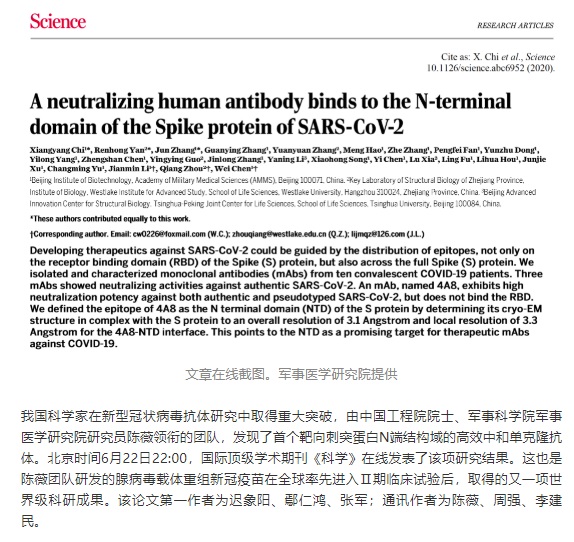 Science
RESEARCH ARTICLES
Cite as: X. Chi et al., Science
10.1126/science.abc6952 (2020).
A neutralizing human antibody binds to the N-terminal
domain of the Spike protein of SARS-CoV-2
Xiangyang Chi¹*, Renhong Yan²*, Jun Zhang¹*, Guanying Zhang¹, Yuanyuan Zhang², Meng Hao¹, Zhe Zhang¹, Pengfei Fan¹, Yunzhu Dong¹,
Yilong Yang¹, Zhengshan Chen¹, Yingying Guo², Jinlong Zhang¹, Yaning Li³, Xiaohong Song¹, Yi Chen¹, Lu Xia², Ling Fu¹, Lihua Hou¹, Junjie
Xu¹, Changming Yu¹, Jianmin Li¹†, Qiang Zhou²†, Wei Chen¹†
¹Beijing Institute of Biotechnology, Academy of Military Medical Sciences (AMMS), Beijing 100071, China. ²Key Laboratory of Structural Biology of Zhejiang Province,
Institute of Biology, Westlake Institute for Advanced Study, School of Life Sciences, Westlake University, Hangzhou 310024, Zhejiang Province, China. ³Beijing Advanced
Innovation Center for Structural Biology, Tsinghua-Peking Joint Center for Life Sciences, School of Life Sciences, Tsinghua University, Beijing 100084, China.
*These authors contributed equally to this work.
†Corresponding author. Email: cw0226@foxmail.com (W.C.); zhouqiang@westlake.edu.cn (Q.Z.); lijmqz@126.com (J.L.)
Developing therapeutics against SARS-CoV-2 could be guided by the distribution of epitopes, not only on
the receptor binding domain (RBD) of the Spike (S) protein, but also across the full Spike (S) protein. We
isolated and characterized monoclonal antibodies (mAbs) from ten convalescent COVID-19 patients. Three
mAbs showed neutralizing activities against authentic SARS-CoV-2. An mAb, named 4A8, exhibits high
neutralization potency against both authentic and pseudotyped SARS-CoV-2, but does not bind the RBD.
We defined the epitope of 4A8 as the N terminal domain (NTD) of the S protein by determining its cryo-EM
structure in complex with the S protein to an overall resolution of 3.1 Angstrom and local resolution of 3.3
Angstrom for the 4A8-NTD interface. This points to the NTD as a promising target for therapeutic mAbs
against COVID-19.
文章在线截图。军事医学研究院提供
我国科学家在新型冠状病毒抗体研究中取得重大突破，由中国工程院院士、军事科学院军事
医学研究院研究员陈薇领衔的团队，发现了首个靶向刺突蛋白N端结构域的高效中和单克隆抗
体。北京时间6月22日22:00，国际顶级学术期刊《科学》在线发表了该项研究结果。这也是
陈薇团队研发的腺病毒载体重组新冠疫苗在全球率先进入Ⅱ期临床试验后，取得的又一项世
界级科研成果。该论文第一作者为迟象阳、鄢仁鸿、张军；通讯作者为陈薇、周强、李建
民。